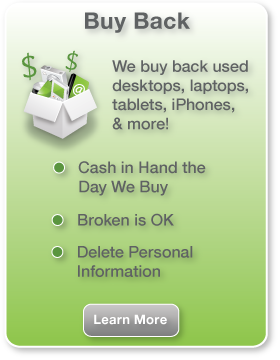 Buy Back
$ $
We buy back used
desktops, laptops,
tablets, iPhones,
& more!
Cash in Hand the
Day We Buy
Broken is OK
Delete Personal
Information
Learn More